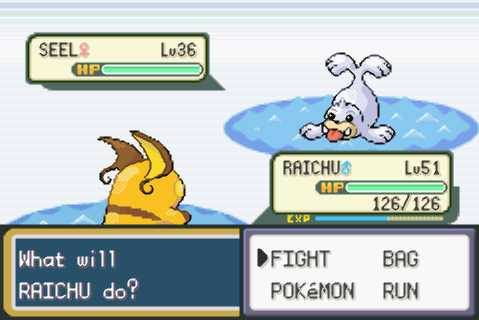 SEEL♀ Lv36
HP
RAICHU♂ Lv51
HP
126/126
EXP
What will
RAICHU do?
▶FIGHT BAG
POKéMON RUN